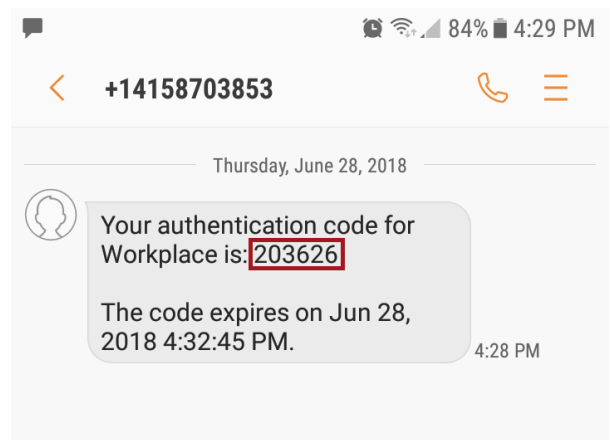 84% 4:29 PM
+14158703853
Thursday, June 28, 2018
Your authentication code for
Workplace is: 203626
The code expires on Jun 28,
2018 4:32:45 PM.
4:28 PM